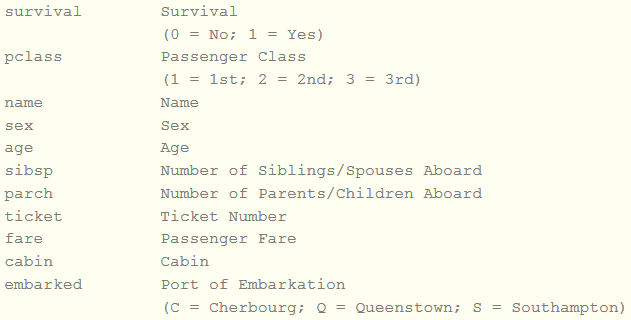 survival        Survival
                (0 = No; 1 = Yes)
pclass          Passenger Class
                (1 = 1st; 2 = 2nd; 3 = 3rd)
name            Name
sex             Sex
age             Age
sibsp           Number of Siblings/Spouses Aboard
parch           Number of Parents/Children Aboard
ticket          Ticket Number
fare            Passenger Fare
cabin           Cabin
embarked        Port of Embarkation
                (C = Cherbourg; Q = Queenstown; S = Southampton)